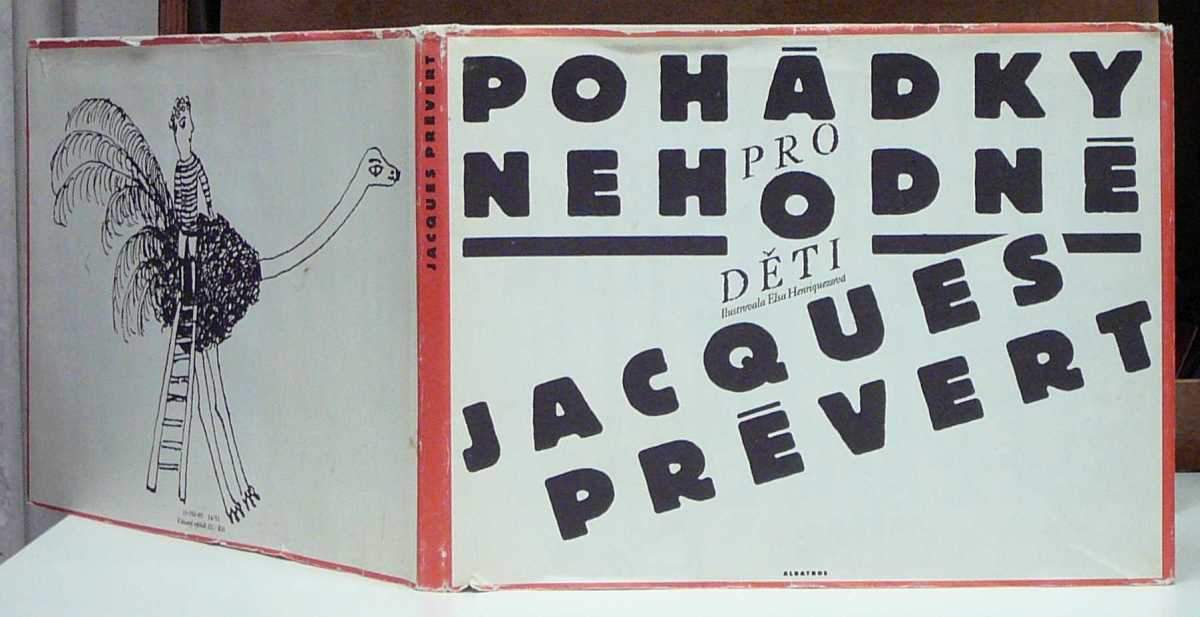 JACQUES PRÉVERT
POHÁDKY
PRO
NEHODNÉ
DĚTI
Ilustrovala Elsa Henriquezová
JACQUES
PRÉVERT
ALBATROS